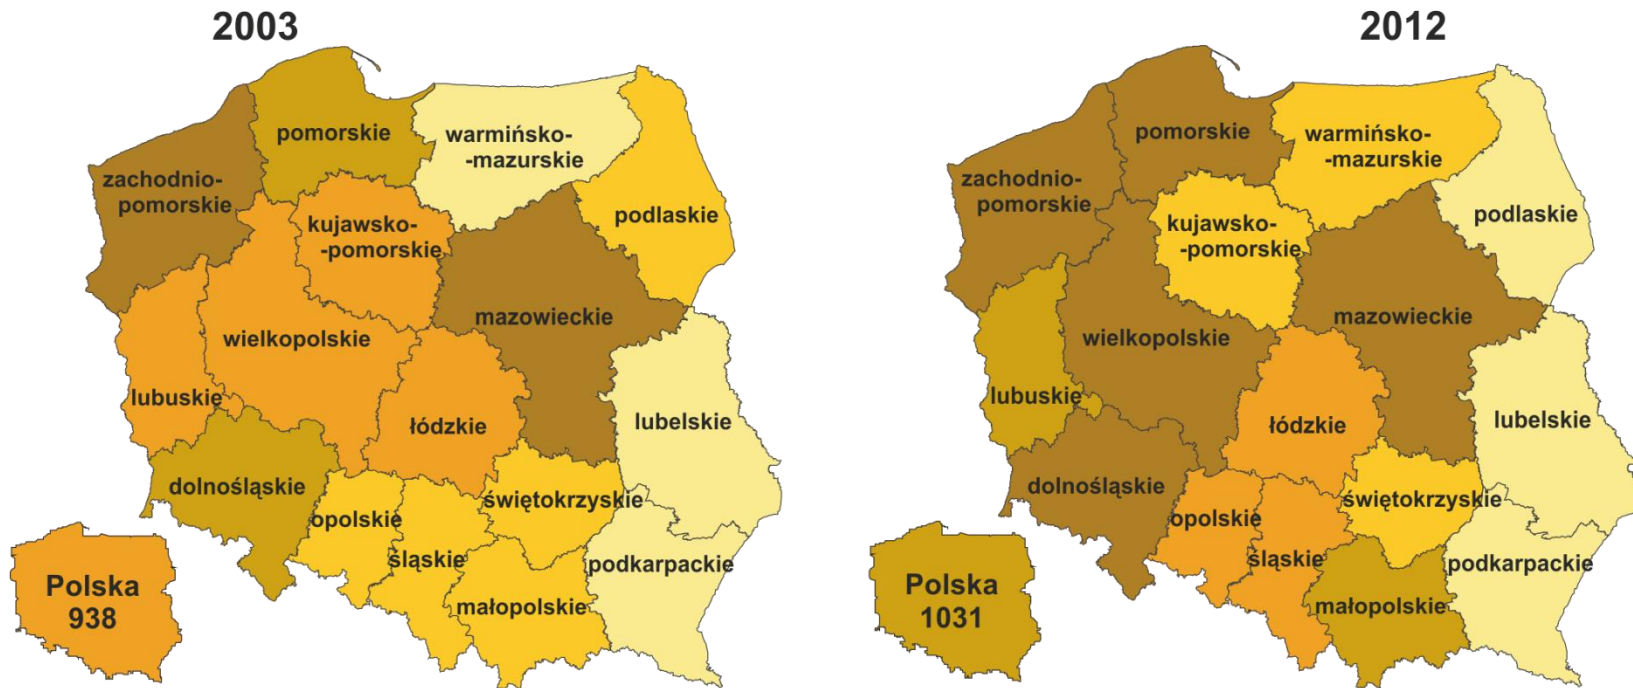 2003
pomorskie
warmińsko-
-mazurskie
zachodnio-
pomorskie
podlaskie
kujawsko-
-pomorskie
mazowieckie
wielkopolskie
lubuskie
łódzkie
lubelskie
dolnośląskie
świętokrzyskie
opolskie
śląskie
podkarpackie
małopolskie
Polska
938
2012
pomorskie
warmińsko-
-mazurskie
zachodnio-
pomorskie
podlaskie
kujawsko-
-pomorskie
mazowieckie
wielkopolskie
lubuskie
łódzkie
lubelskie
dolnośląskie
świętokrzyskie
opolskie
śląskie
podkarpackie
małopolskie
Polska
1031